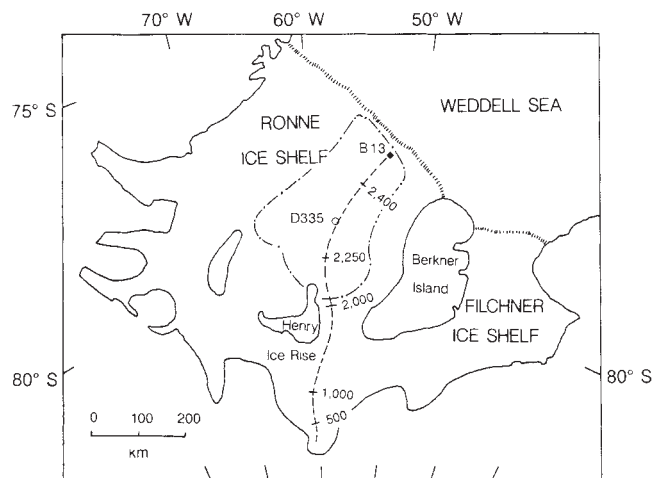 70° W
60° W
50° W
75° S
WEDDELL SEA
RONNE
ICE SHELF
B 13
2,400
D335
2,250
Berkner
Island
2,000
FILCHNER
ICE SHELF
Henry
Ice Rise
80° S
80° S
1,000
500
0 100 200
km